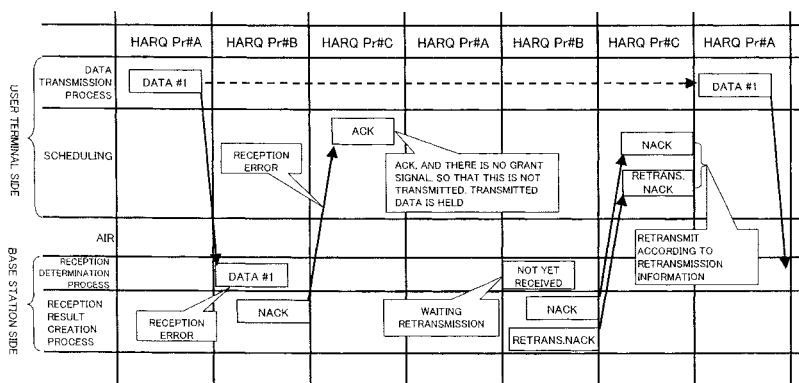 HARQ Pr#A
HARQ Pr#B
HARQ Pr#C
HARQ Pr#A
HARQ Pr#B
HARQ Pr#C
HARQ Pr#A
USER TERMINAL SIDE
DATA
TRANSMISSION
PROCESS
DATA #1
DATA #1
SCHEDULING
RECEPTION
ERROR
ACK
ACK, AND THERE IS NO GRANT
SIGNAL, SO THAT THIS IS NOT
TRANSMITTED. TRANSMITTED
DATA IS HELD
NACK
RETRANS.
NACK
AIR
RETRANSMIT
ACCORDING TO
RETRANSMISSION
INFORMATION
BASE STATION SIDE
RECEPTION
DETERMINATION
PROCESS
DATA #1
NOT YET
RECEIVED
RECEPTION
RESULT
CREATION
PROCESS
RECEPTION
ERROR
NACK
WAITING
RETRANSMISSION
NACK
RETRANS.NACK